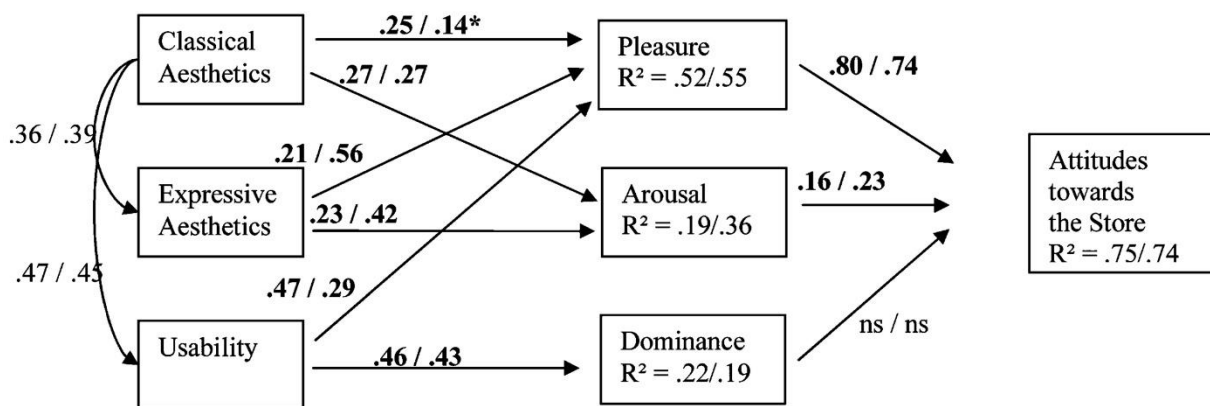 Classical
Aesthetics
.25 / .14*
.27 / .27
Pleasure
R² = .52/.55
.80 / .74
.36 / .39
.21 / .56
Expressive
Aesthetics
.23 / .42
Arousal
R² = .19/.36
.16 / .23
Attitudes
towards
the Store
R² = .75/.74
.47 / .45
.47 / .29
Usability
.46 / .43
Dominance
R² = .22/.19
ns / ns